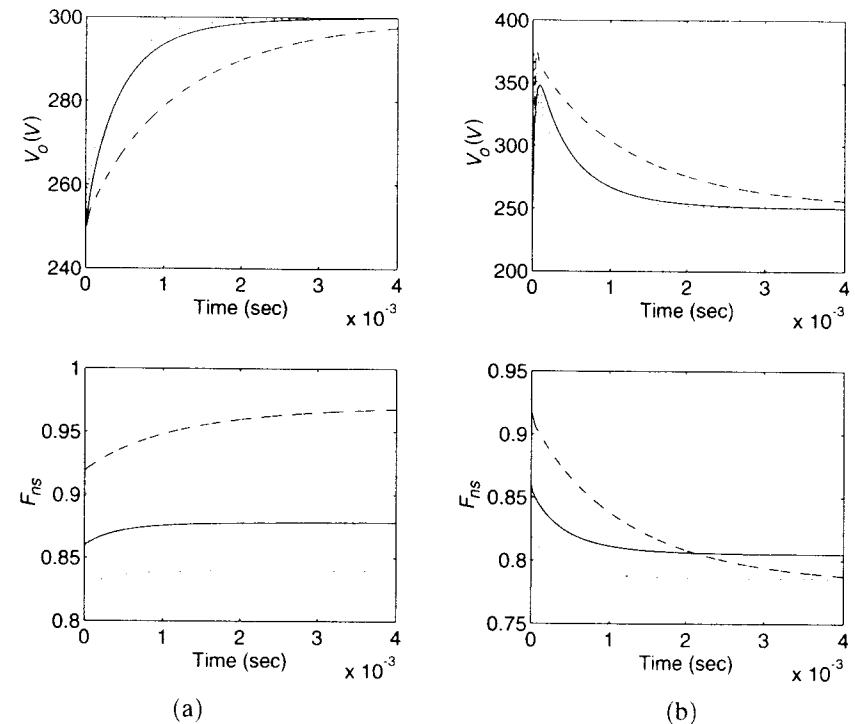 300
280
260
240
V_o(V)
0 1 2 3 4
Time (sec)
x 10^-3
400
350
300
250
200
V_o(V)
0 1 2 3 4
Time (sec)
x 10^-3
1
0.95
0.9
0.85
0.8
F_ns
0 1 2 3 4
Time (sec)
x 10^-3
(a)
0.95
0.9
0.85
0.8
0.75
F_ns
0 1 2 3 4
Time (sec)
x 10^-3
(b)